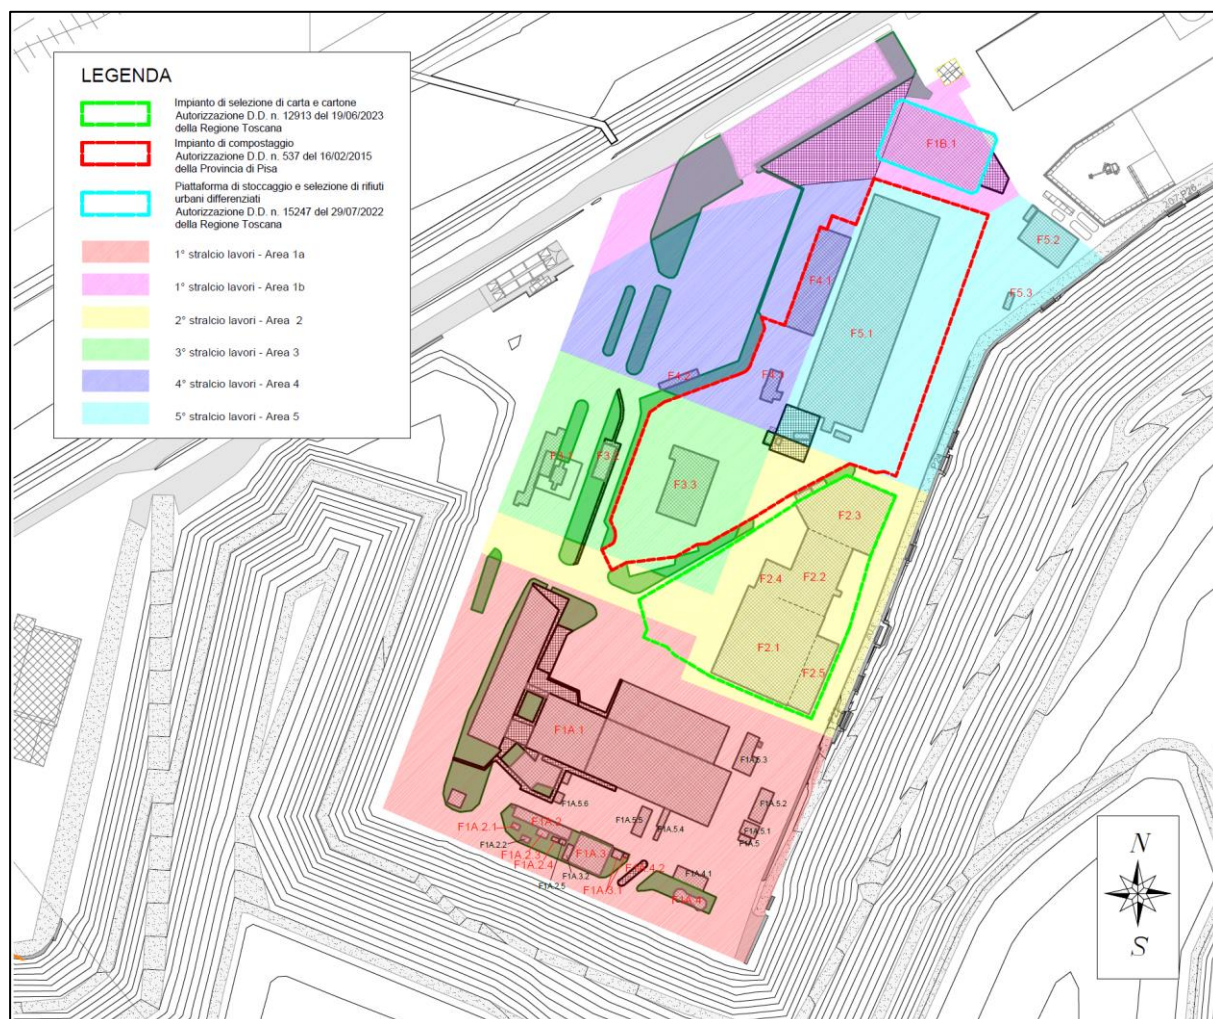 LEGENDA
Impianto di selezione di carta e cartone
Autorizzazione D.D. n. 12913 del 19/06/2023
della Regione Toscana
Impianto di compostaggio
Autorizzazione D.D. n. 537 del 16/02/2015
della Provincia di Pisa
Piattaforma di stoccaggio e selezione di rifiuti
urbani differenziati
Autorizzazione D.D. n. 15247 del 29/07/2022
della Regione Toscana
1° stralcio lavori - Area 1a
1° stralcio lavori - Area 1b
2° stralcio lavori - Area 2
3° stralcio lavori - Area 3
4° stralcio lavori - Area 4
5° stralcio lavori - Area 5
F1B.1
F5.2
F5.3
F4.1
F5.1
F4.2
F3.2
F3.3
F2.3
F2.4
F2.2
F2.1
F2.5
F1A.1
F1A.5.3
F1A.5.2
F1A.5.6
F1A.5.5
F1A.5.4
F1A.5.1
F1A.5
F1A.2
F1A.2.1
F1A.2.2
F1A.2.3
F1A.2.4
F1A.2.5
F1A.3
F1A.3.2
F1A.3.1
F1A.4.2
F1A.4.1
F1A.4
N
S